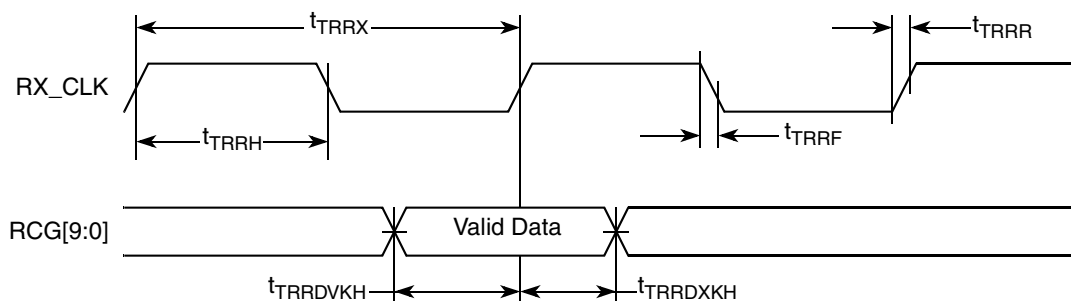 tTRRX
tTRRR
RX_CLK
tTRRH
tTRRF
RCG[9:0]
Valid Data
tTRRDVKH
tTRRDXKH